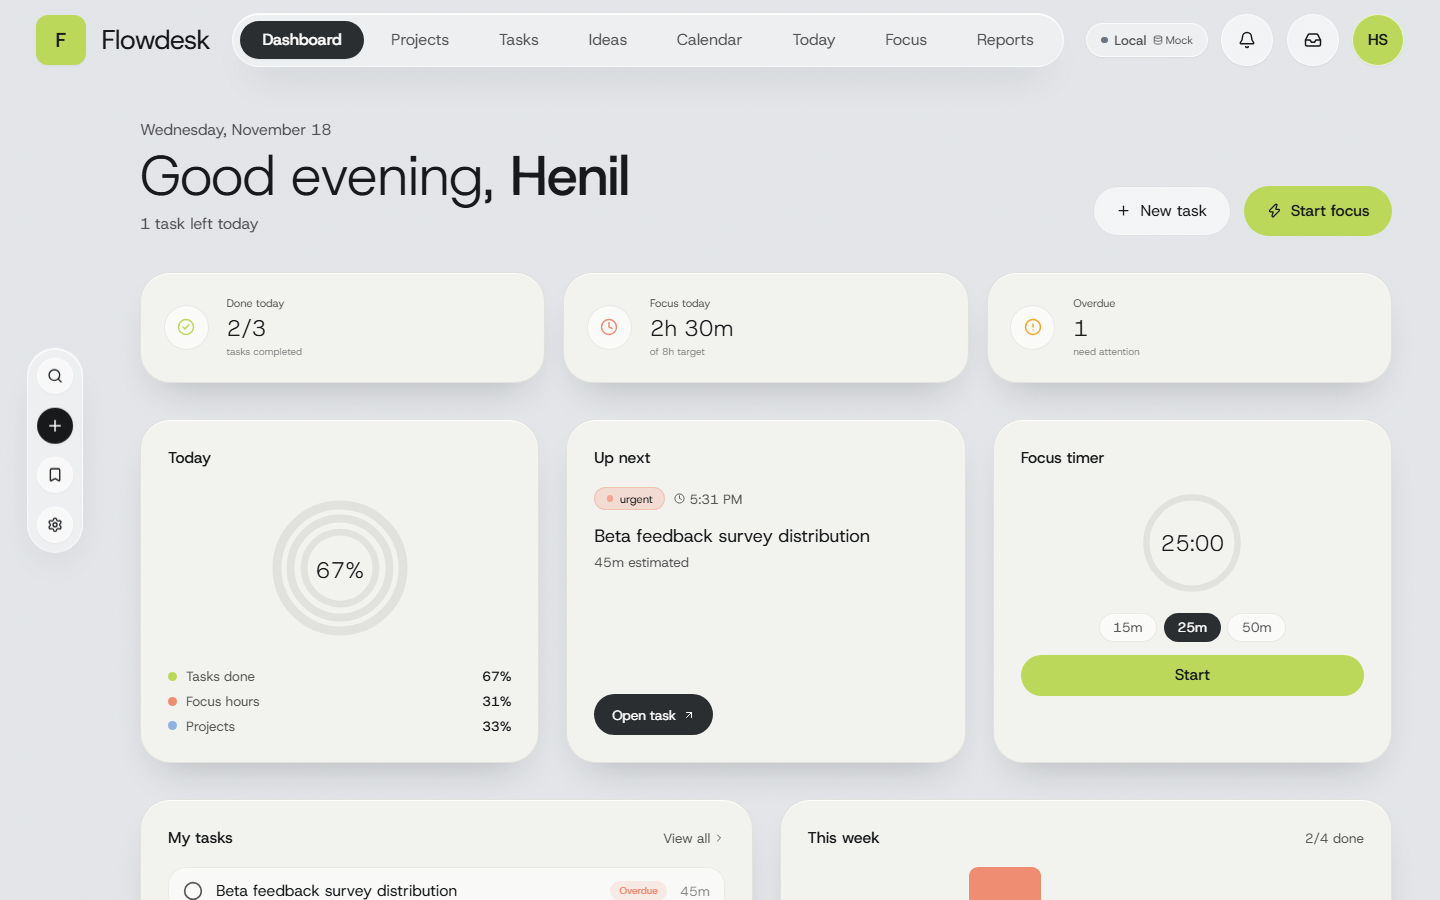 F Flowdesk Dashboard Projects Tasks Ideas Calendar Today Focus Reports Local Mock HS
Wednesday, November 18
Good evening, Henil
1 task left today
New task Start focus
Done today
2/3
tasks completed
Focus today
2h 30m
of 8h target
Overdue
1
need attention
Today
67%
Tasks done 67%
Focus hours 31%
Projects 33%
Up next
urgent 5:31 PM
Beta feedback survey distribution
45m estimated
Open task
Focus timer
25:00
15m 25m 50m
Start
My tasks View all
Beta feedback survey distribution Overdue 45m
This week 2/4 done